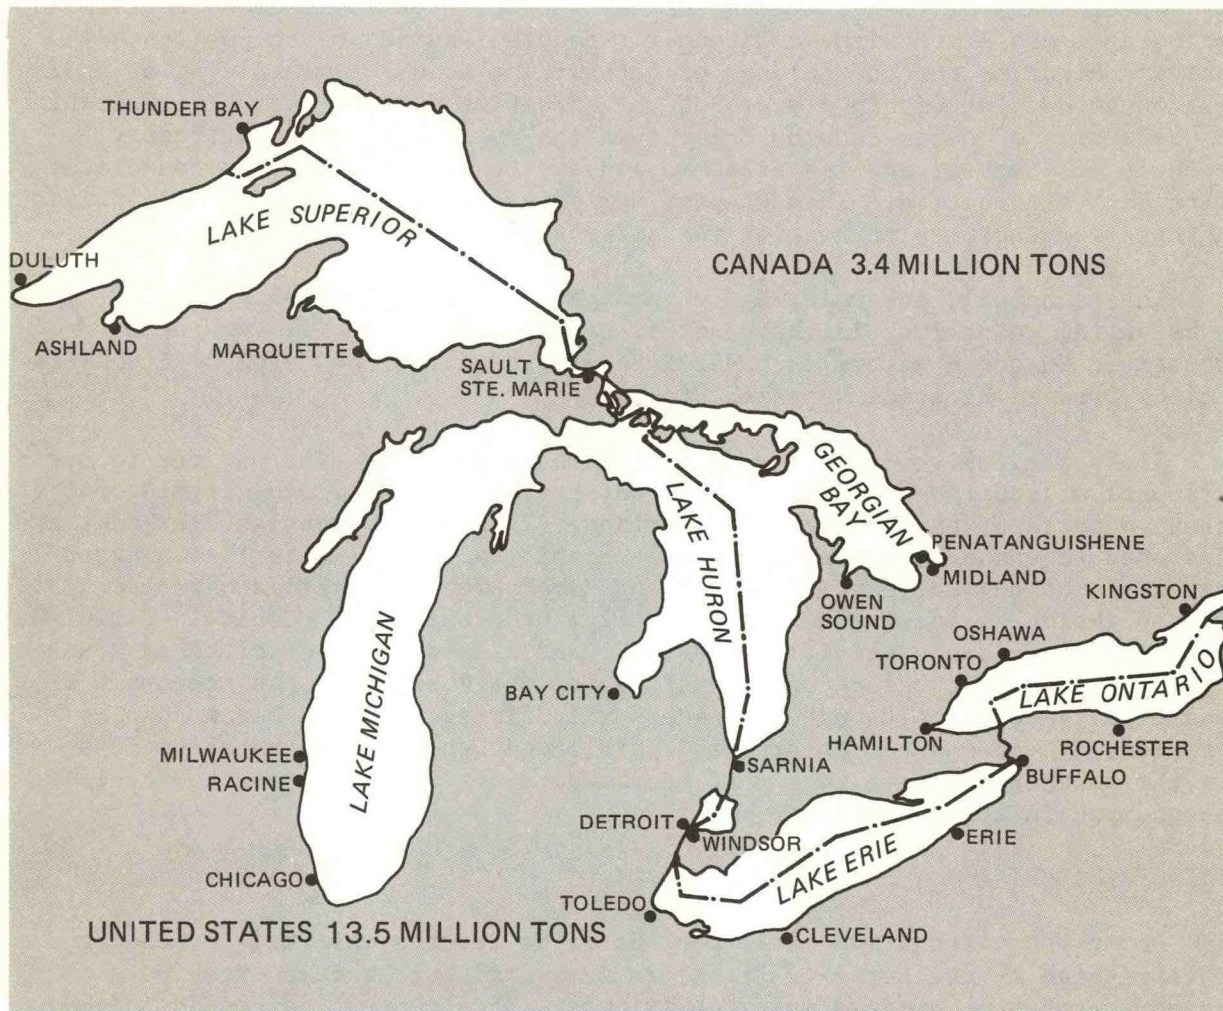 THUNDER BAY
LAKE SUPERIOR
DULUTH
CANADA 3.4 MILLION TONS
ASHLAND
MARQUETTE
SAULT
STE. MARIE
GEORGIAN
BAY
LAKE HURON
PENATANGUISHENE
MIDLAND
OWEN
SOUND
KINGSTON
OSHAWA
TORONTO
LAKE ONTARIO
BAY CITY
LAKE MICHIGAN
HAMILTON
ROCHESTER
MILWAUKEE
SARNIA
BUFFALO
RACINE
DETROIT
WINDSOR
ERIE
LAKE ERIE
CHICAGO
TOLEDO
UNITED STATES 13.5 MILLION TONS
CLEVELAND